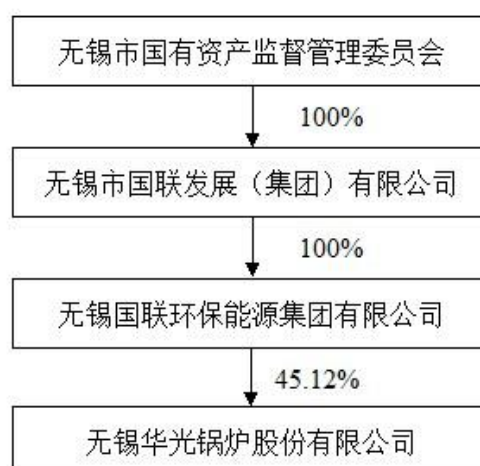 无锡市国有资产监督管理委员会
100%
无锡市国联发展（集团）有限公司
100%
无锡国联环保能源集团有限公司
45.12%
无锡华光锅炉股份有限公司